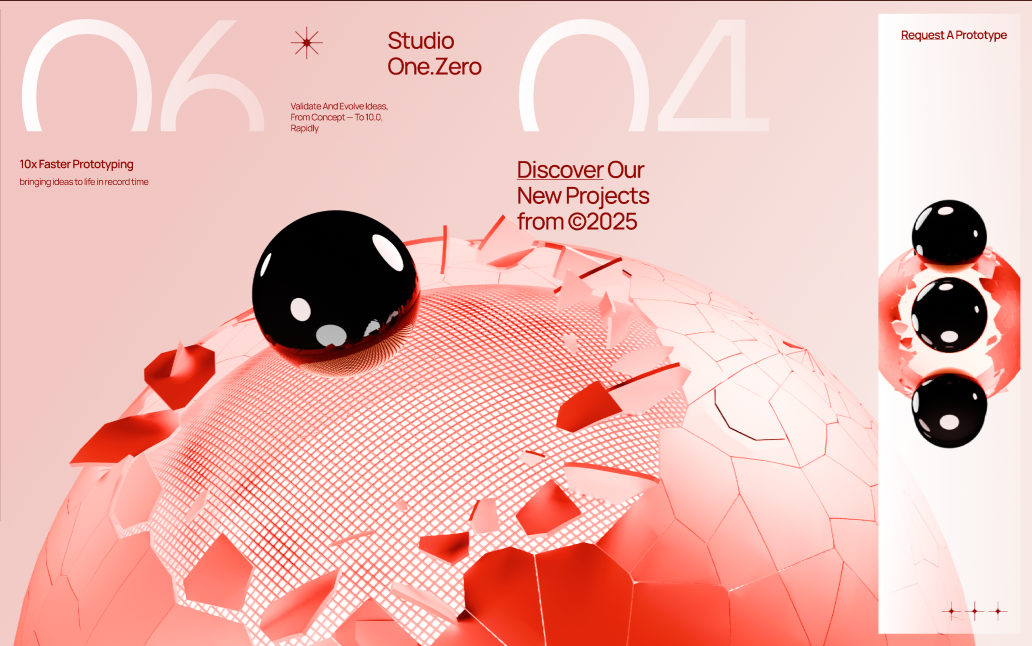 06
Studio
One.Zero
Validate And Evolve Ideas,
From Concept — To 10.0,
Rapidly
10x Faster Prototyping
bringing ideas to life in record time
04
Discover Our
New Projects
from ©2025
Request A Prototype